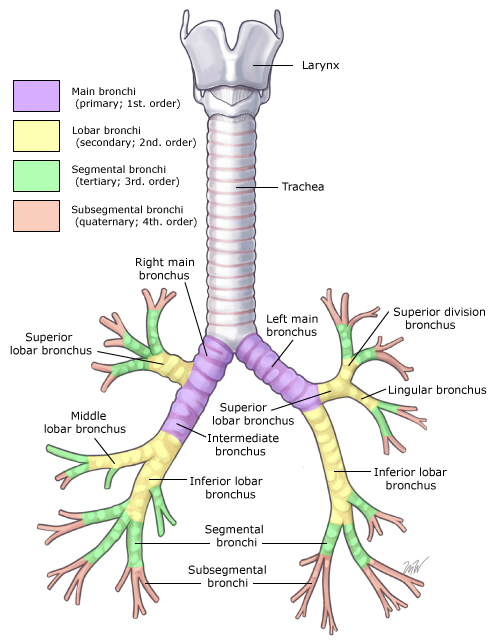 Larynx
Main bronchi
(primary; 1st. order)
Lobar bronchi
(secondary; 2nd. order)
Segmental bronchi
(tertiary; 3rd. order)
Subsegmental bronchi
(quaternary; 4th. order)
Trachea
Right main
bronchus
Left main
bronchus
Superior division
bronchus
Superior
lobar bronchus
Lingular bronchus
Superior
lobar bronchus
Middle
lobar bronchus
Intermediate
bronchus
Inferior lobar
bronchus
Inferior lobar
bronchus
Segmental
bronchi
Subsegmental
bronchi